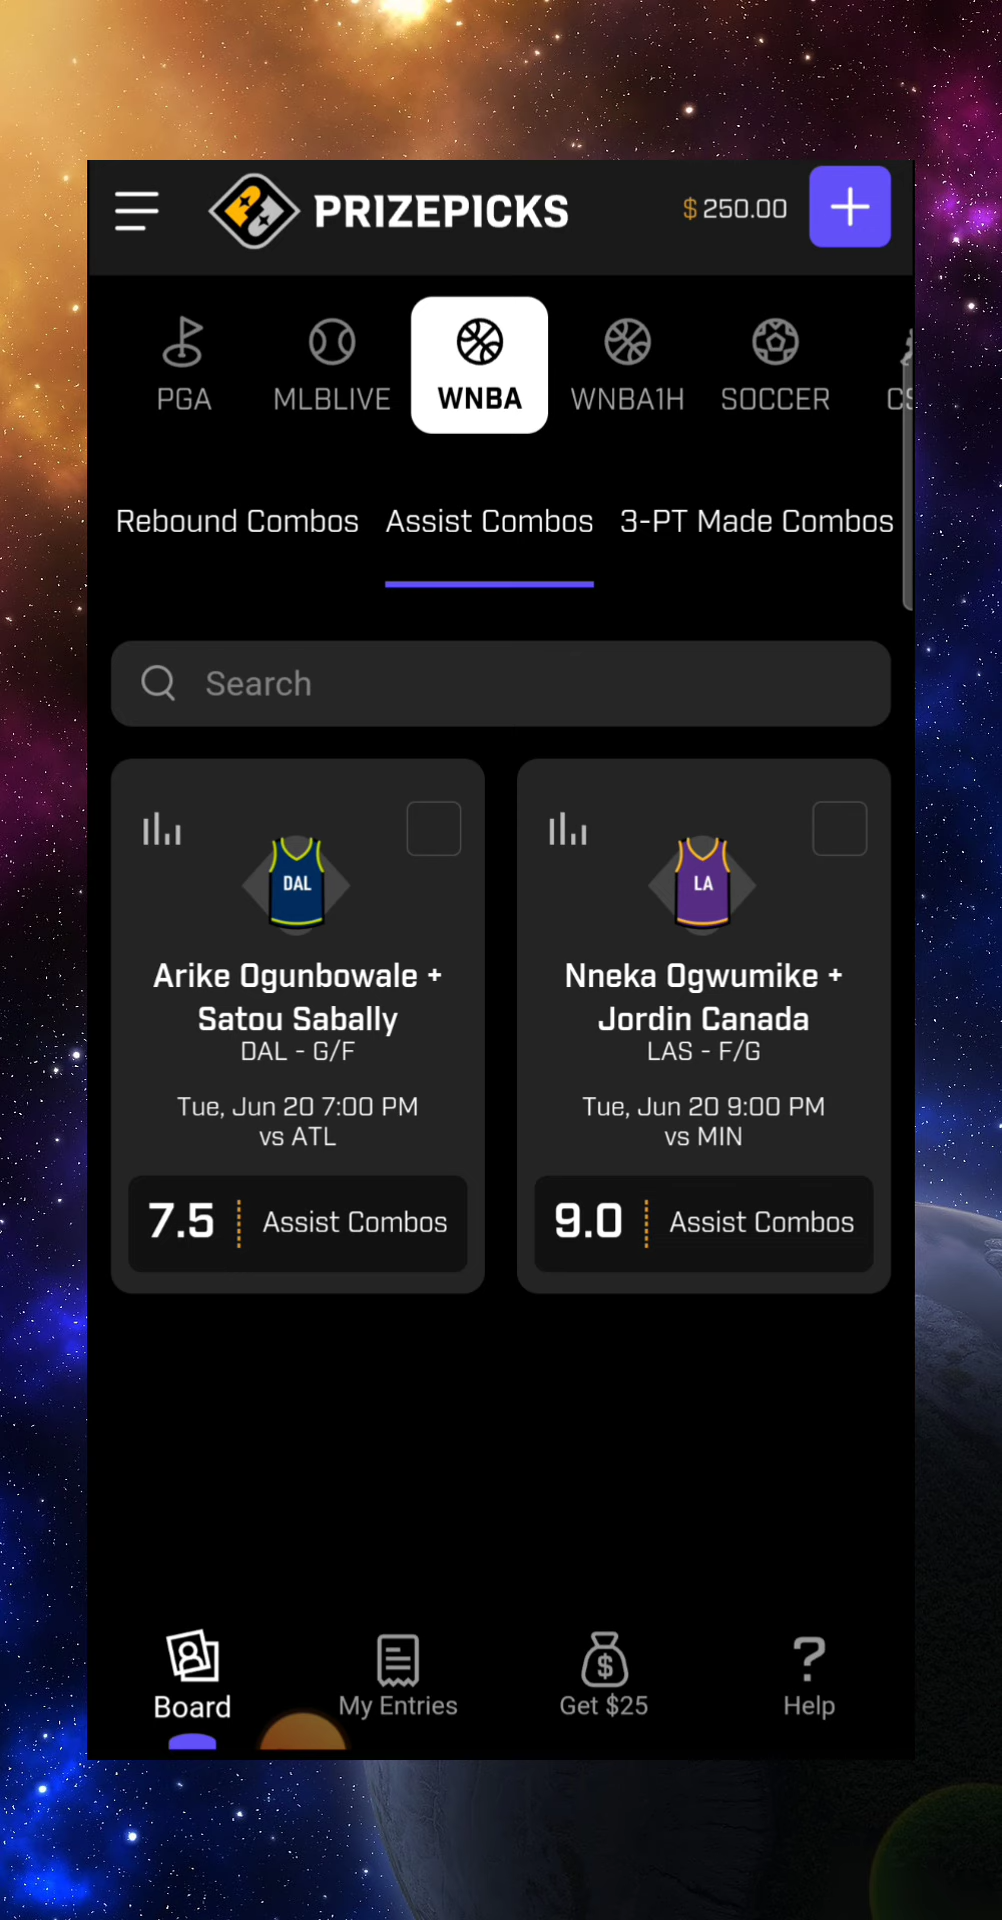 PRIZEPICKS
$ 250.00
PGA
MLBLIVE
WNBA
WNBA1H
SOCCER
Rebound Combos
Assist Combos
3-PT Made Combos
Search
DAL
Arike Ogunbowale +
Satou Sabally
DAL - G/F
Tue, Jun 20 7:00 PM
vs ATL
7.5
Assist Combos
LA
Nneka Ogwumike +
Jordin Canada
LAS - F/G
Tue, Jun 20 9:00 PM
vs MIN
9.0
Assist Combos
Board
My Entries
Get $25
Help